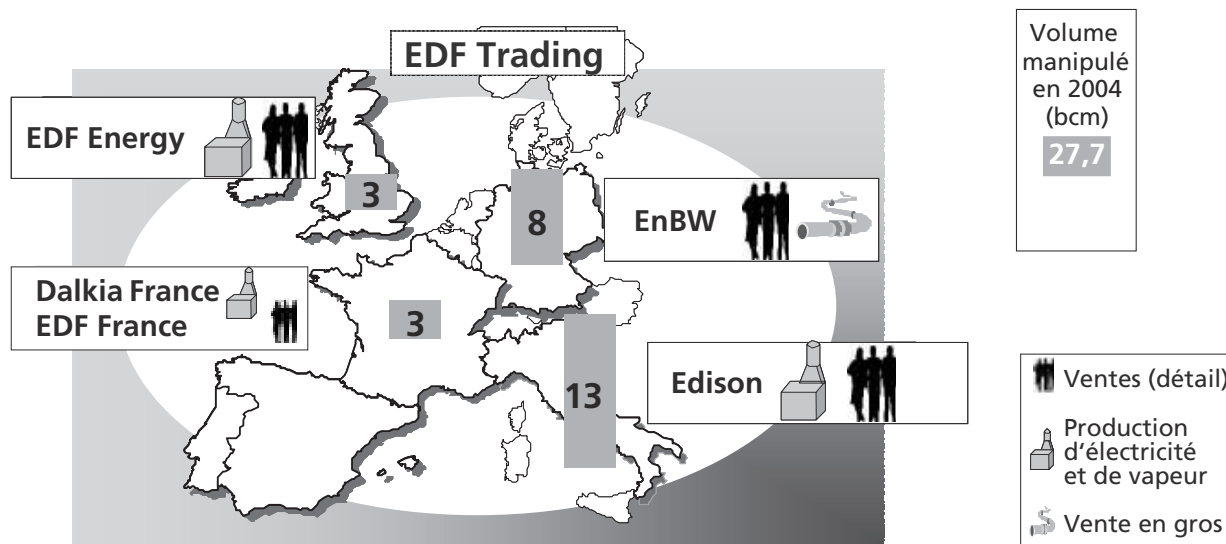 EDF Trading
EDF Energy
3
8
EnBW
Dalkia France
EDF France
3
Edison
13
Volume
manipulé
en 2004
(bcm)
27,7
Ventes (détail)
Production
d'électricité
et de vapeur
Vente en gros